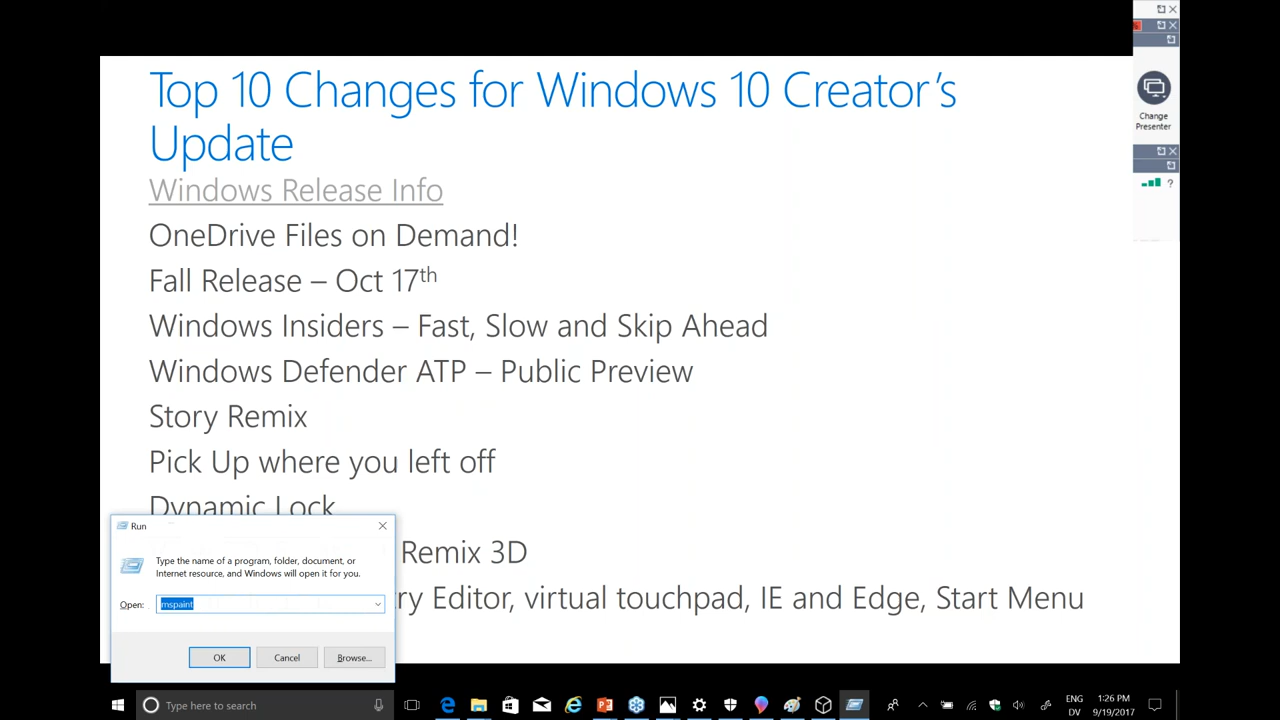 Top 10 Changes for Windows 10 Creator's
Update
Windows Release Info
OneDrive Files on Demand!
Fall Release – Oct 17th
Windows Insiders – Fast, Slow and Skip Ahead
Windows Defender ATP – Public Preview
Story Remix
Pick Up where you left off
Dynamic Lock
Remix 3D
Editor, virtual touchpad, IE and Edge, Start Menu
Change
Presenter
?
Run
Type the name of a program, folder, document, or
Internet resource, and Windows will open it for you.
Open: mspaint
OK Cancel Browse...
Type here to search
ENG
DV
1:26 PM
9/19/2017